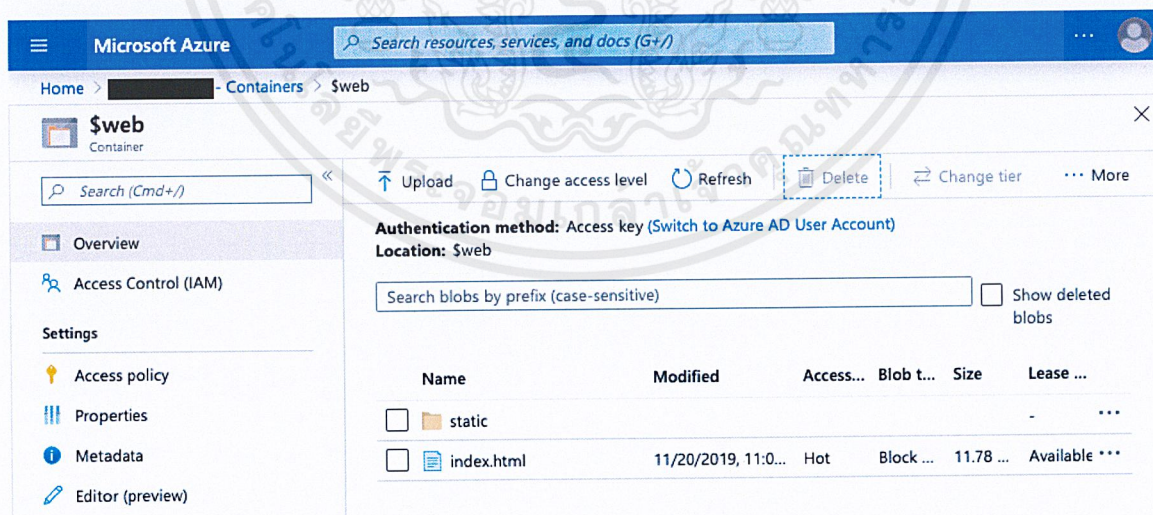 Microsoft Azure
Search resources, services, and docs (G+/)
...
Home > - Containers > $web
$web
Container
Search (Cmd+/)
«
Upload
Change access level
Refresh
Delete
Change tier
... More
Overview
Access Control (IAM)
Settings
Access policy
Properties
Metadata
Editor (preview)
Authentication method: Access key (Switch to Azure AD User Account)
Location: $web
Search blobs by prefix (case-sensitive)
Show deleted
blobs
Name Modified Access... Blob t... Size Lease ...
static - ...
index.html 11/20/2019, 11:0... Hot Block ... 11.78 ... Available ...